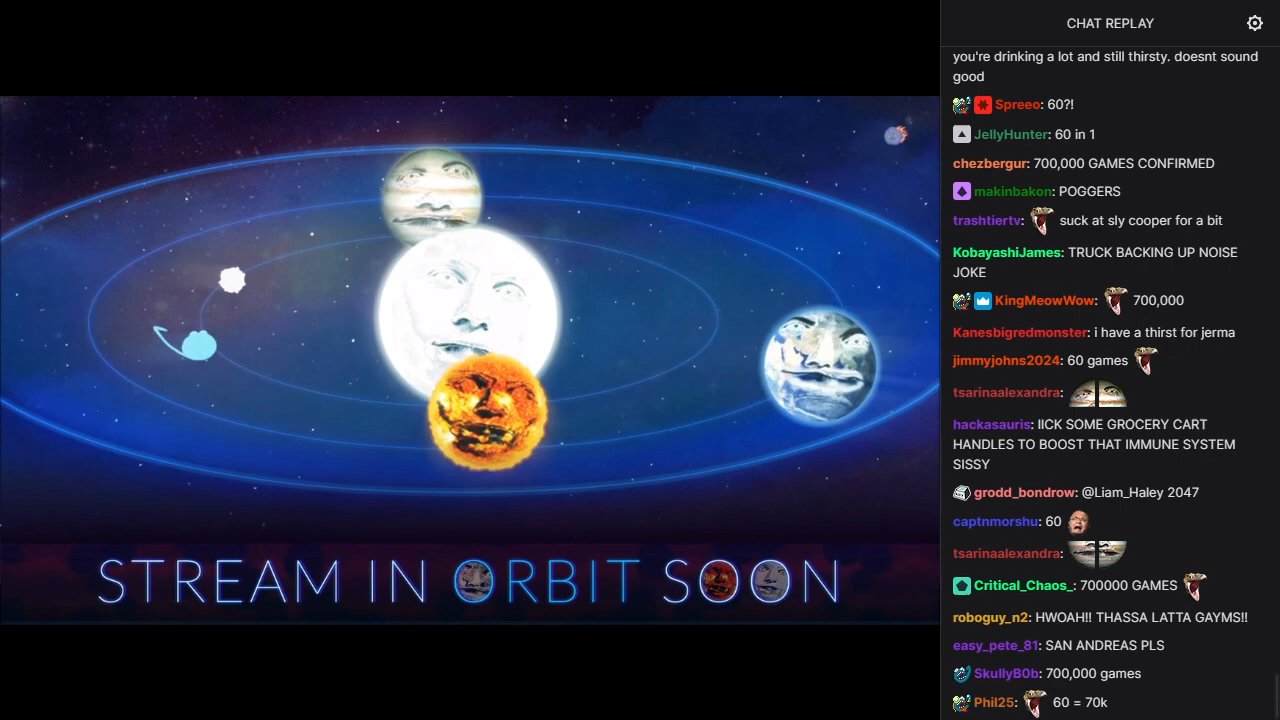 CHAT REPLAY
you're drinking a lot and still thirsty. doesnt sound
good
Spreeo: 60?!
JellyHunter: 60 in 1
chezbergur: 700,000 GAMES CONFIRMED
makinbakon: POGGERS
trashtiertv: suck at sly cooper for a bit
KobayashiJames: TRUCK BACKING UP NOISE
JOKE
KingMeowWow: 700,000
Kanesbigredmonster: i have a thirst for jerma
jimmyjohns2024: 60 games
tsarinaalexandra:
hackasauris: lICK SOME GROCERY CART
HANDLES TO BOOST THAT IMMUNE SYSTEM
SISSY
grodd_bondrow: @Liam_Haley 2047
captnmorshu: 60
tsarinaalexandra:
Critical_Chaos_: 700000 GAMES
roboguy_n2: HWOAH!! THASSA LATTA GAYMS!!
easy_pete_81: SAN ANDREAS PLS
SkullyB0b: 700,000 games
Phil25: 60 = 70k
STREAM IN ORBIT SOON